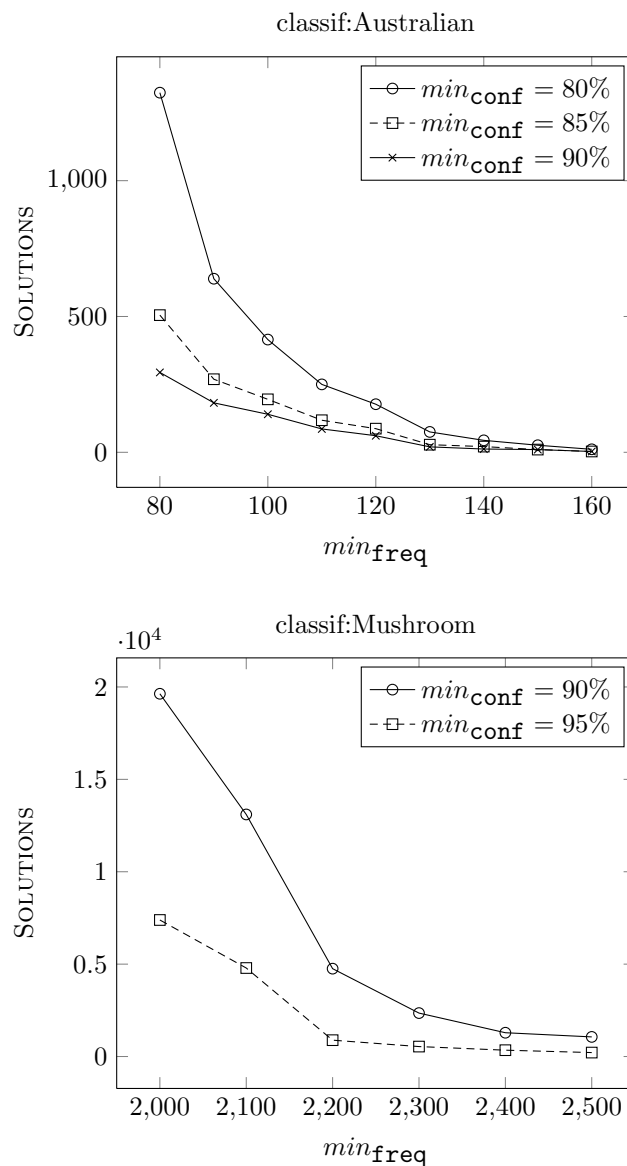 classif:Australian
min_conf = 80%
min_conf = 85%
min_conf = 90%
1,000
500
0
SOLUTIONS
80 100 120 140 160
min_freq
classif:Mushroom
·10^4
min_conf = 90%
min_conf = 95%
2
1.5
1
0.5
0
SOLUTIONS
2,000 2,100 2,200 2,300 2,400 2,500
min_freq